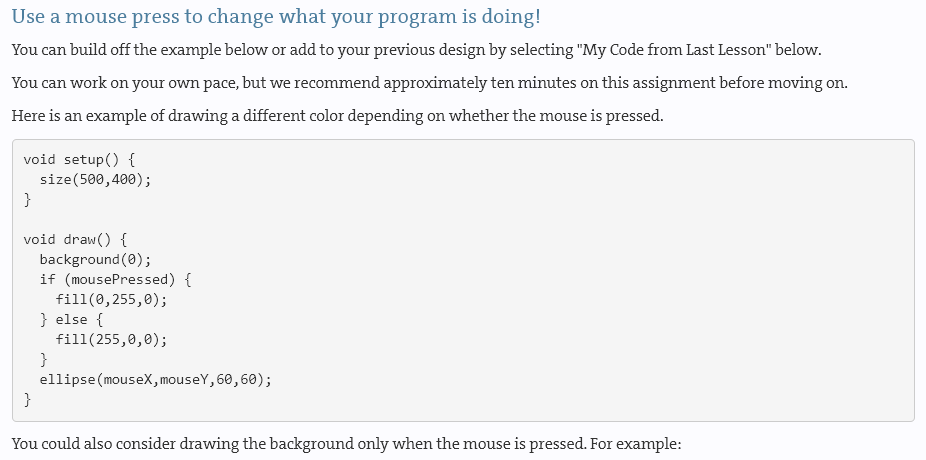 Use a mouse press to change what your program is doing!
You can build off the example below or add to your previous design by selecting "My Code from Last Lesson" below.
You can work on your own pace, but we recommend approximately ten minutes on this assignment before moving on.
Here is an example of drawing a different color depending on whether the mouse is pressed.
void setup() {
  size(500,400);
}

void draw() {
  background(0);
  if (mousePressed) {
    fill(0,255,0);
  } else {
    fill(255,0,0);
  }
  ellipse(mouseX,mouseY,60,60);
}
You could also consider drawing the background only when the mouse is pressed. For example: